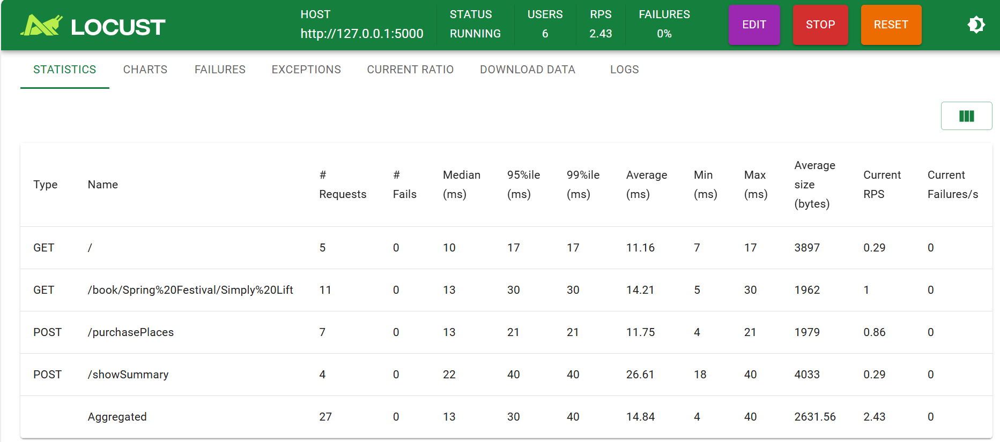 LOCUST
HOST
http://127.0.0.1:5000
STATUS
RUNNING
USERS
6
RPS
2.43
FAILURES
0%
EDIT
STOP
RESET
STATISTICS CHARTS FAILURES EXCEPTIONS CURRENT RATIO DOWNLOAD DATA LOGS
Type Name # Requests # Fails Median (ms) 95%ile (ms) 99%ile (ms) Average (ms) Min (ms) Max (ms) Average size (bytes) Current RPS Current Failures/s
GET / 5 0 10 17 17 11.16 7 17 3897 0.29 0
GET /book/Spring%20Festival/Simply%20Lift 11 0 13 30 30 14.21 5 30 1962 1 0
POST /purchasePlaces 7 0 13 21 21 11.75 4 21 1979 0.86 0
POST /showSummary 4 0 22 40 40 26.61 18 40 4033 0.29 0
Aggregated 27 0 13 30 40 14.84 4 40 2631.56 2.43 0